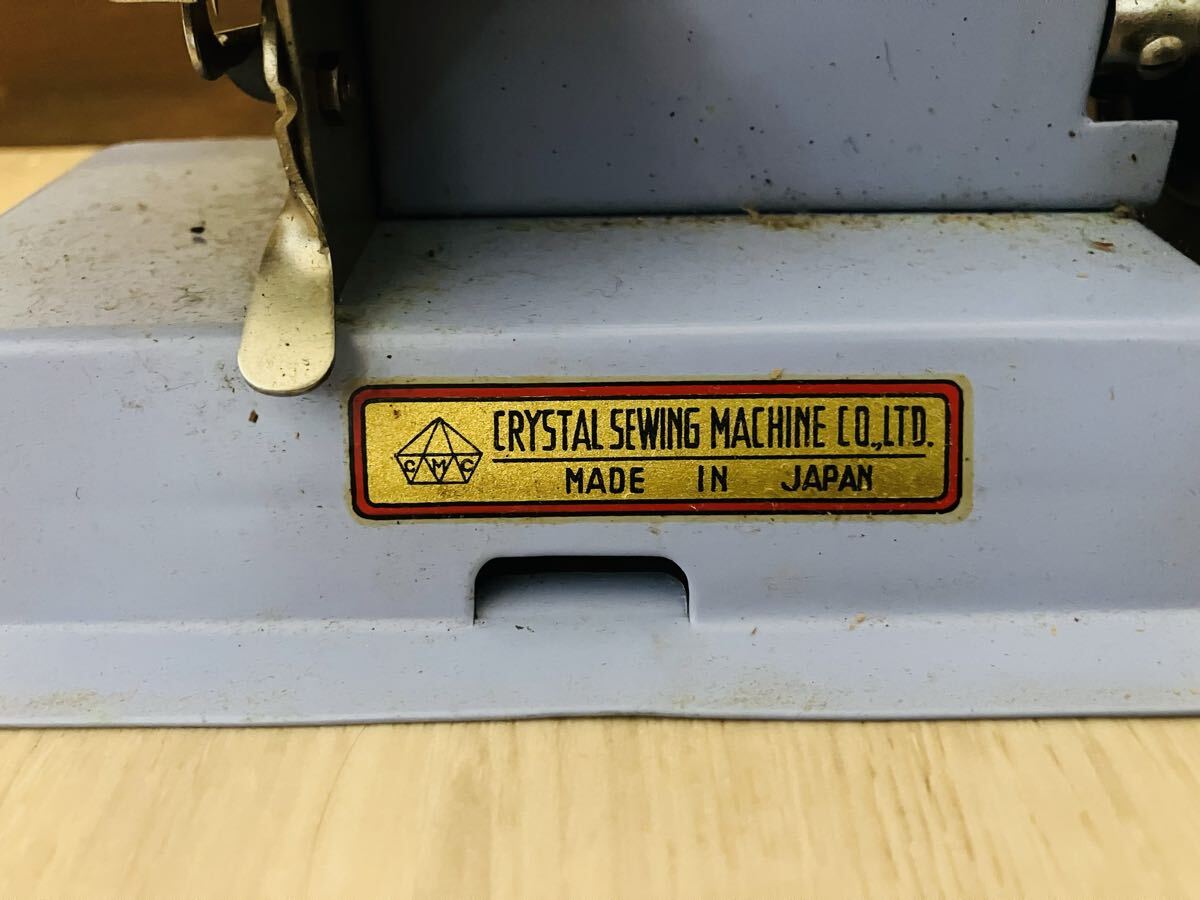 CRYSTAL SEWING MACHINE CO.,LTD.
CMC
MADE IN JAPAN